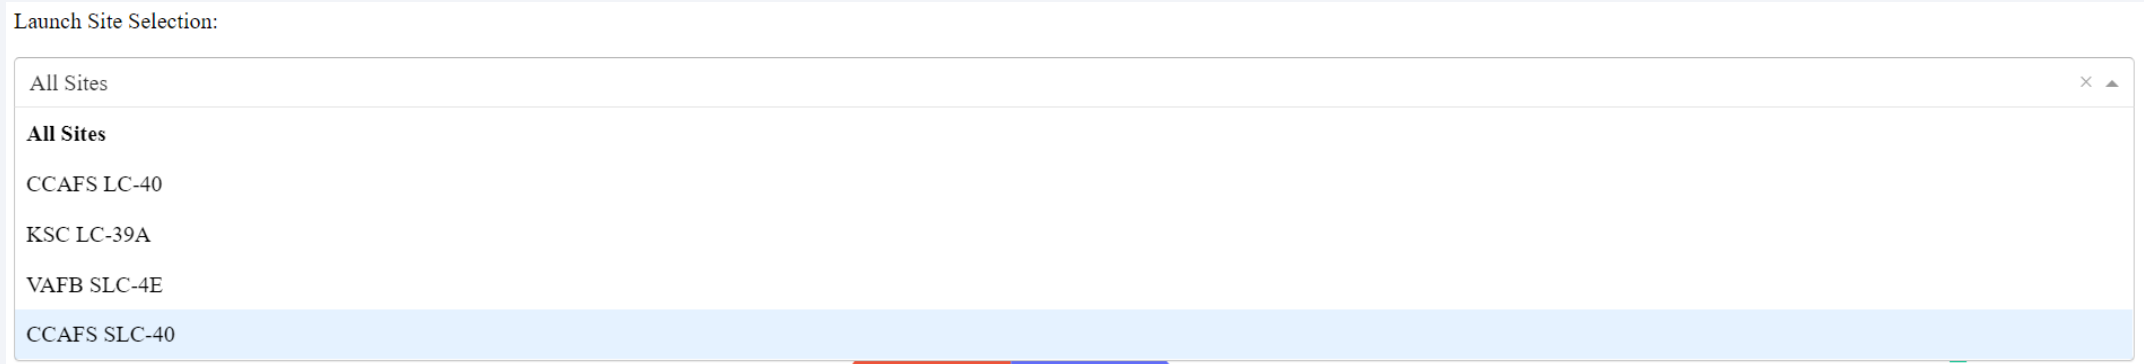 Launch Site Selection:
All Sites
All Sites
CCAFS LC-40
KSC LC-39A
VAFB SLC-4E
CCAFS SLC-40